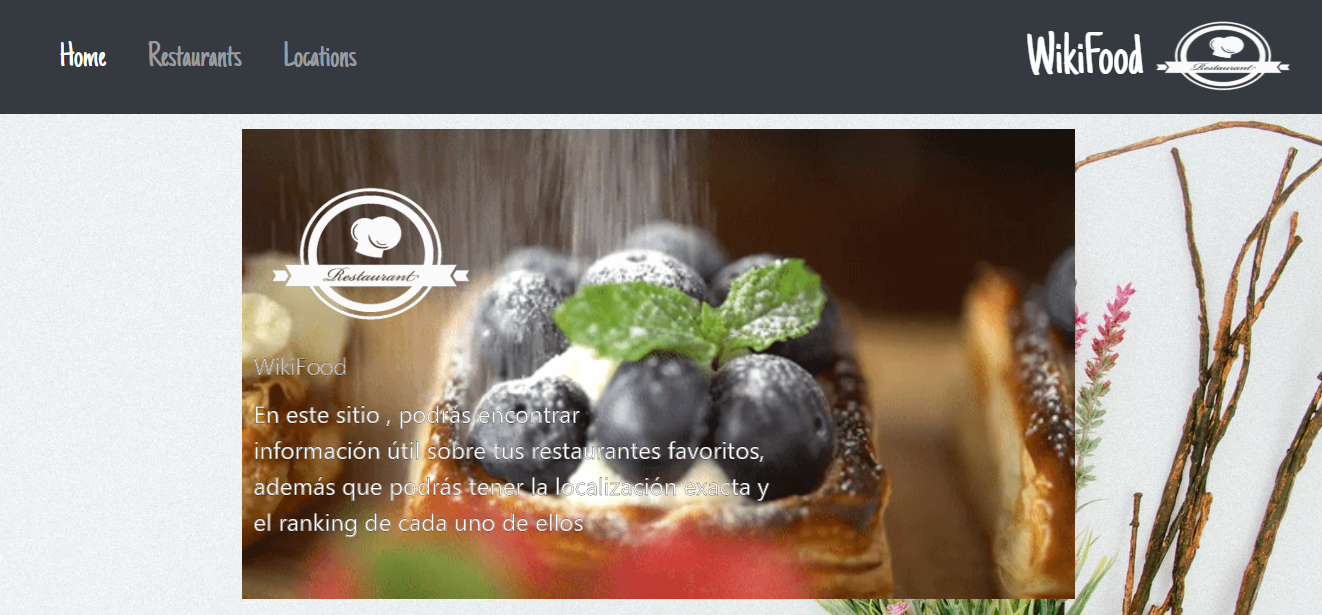 Home Restaurants Locations
WikiFood
Restaurant
Restaurant
WikiFood
En este sitio , podrás encontrar
información útil sobre tus restaurantes favoritos,
además que podrás tener la localización exacta y
el ranking de cada uno de ellos